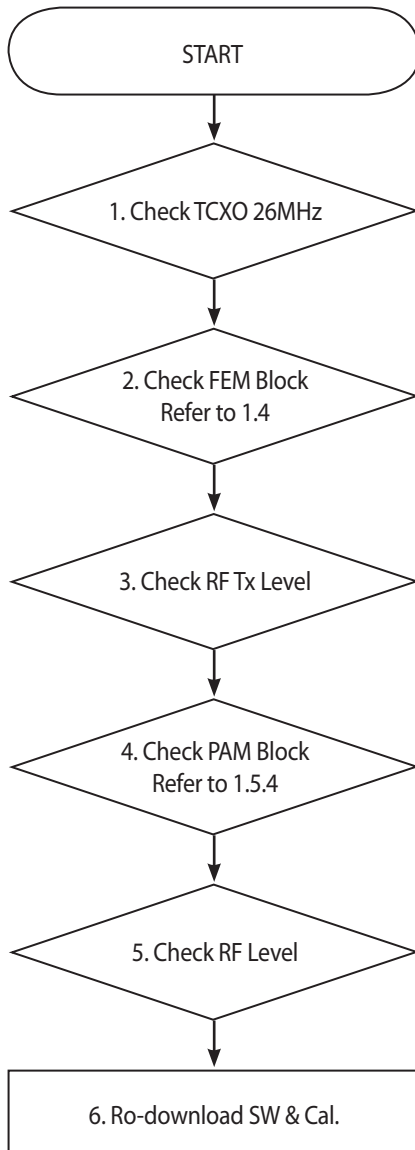 START
1. Check TCXO 26MHz
2. Check FEM Block
Refer to 1.4
3. Check RF Tx Level
4. Check PAM Block
Refer to 1.5.4
5. Check RF Level
6. Ro-download SW & Cal.